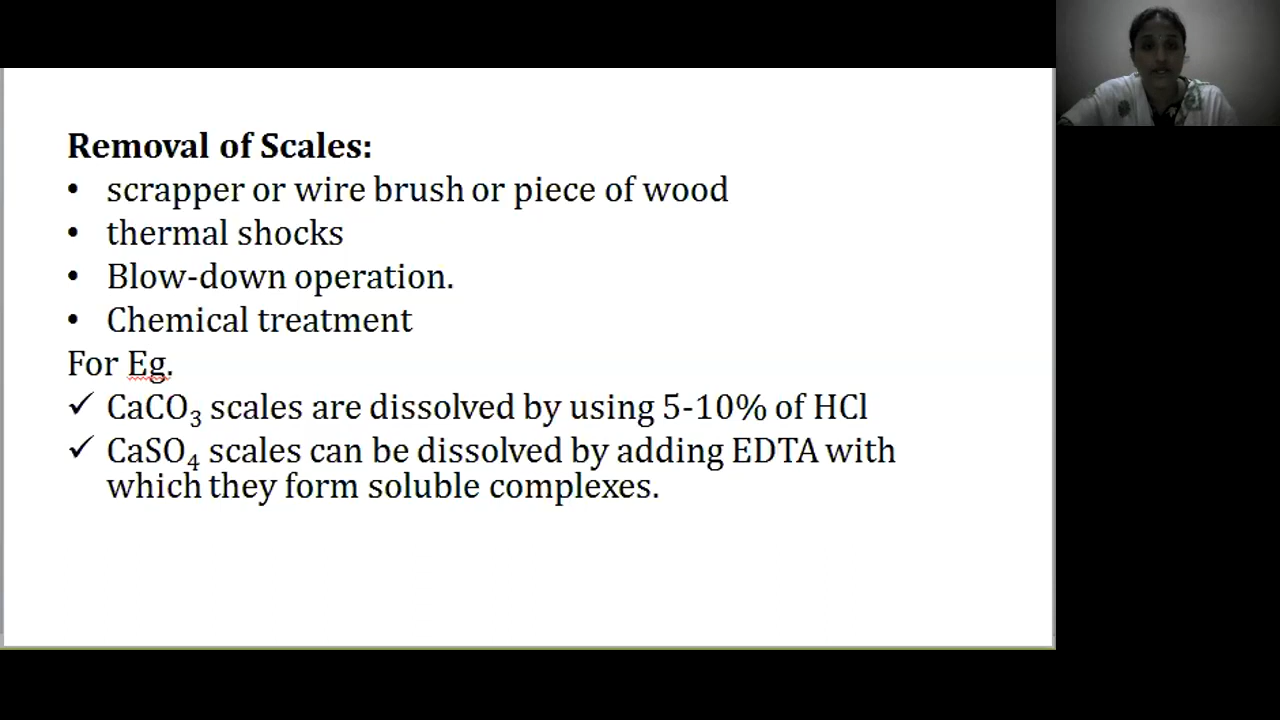 Removal of Scales:
• scrapper or wire brush or piece of wood
• thermal shocks
• Blow-down operation.
• Chemical treatment
For Eg.
✓ CaCO₃ scales are dissolved by using 5-10% of HCl
✓ CaSO₄ scales can be dissolved by adding EDTA with
which they form soluble complexes.